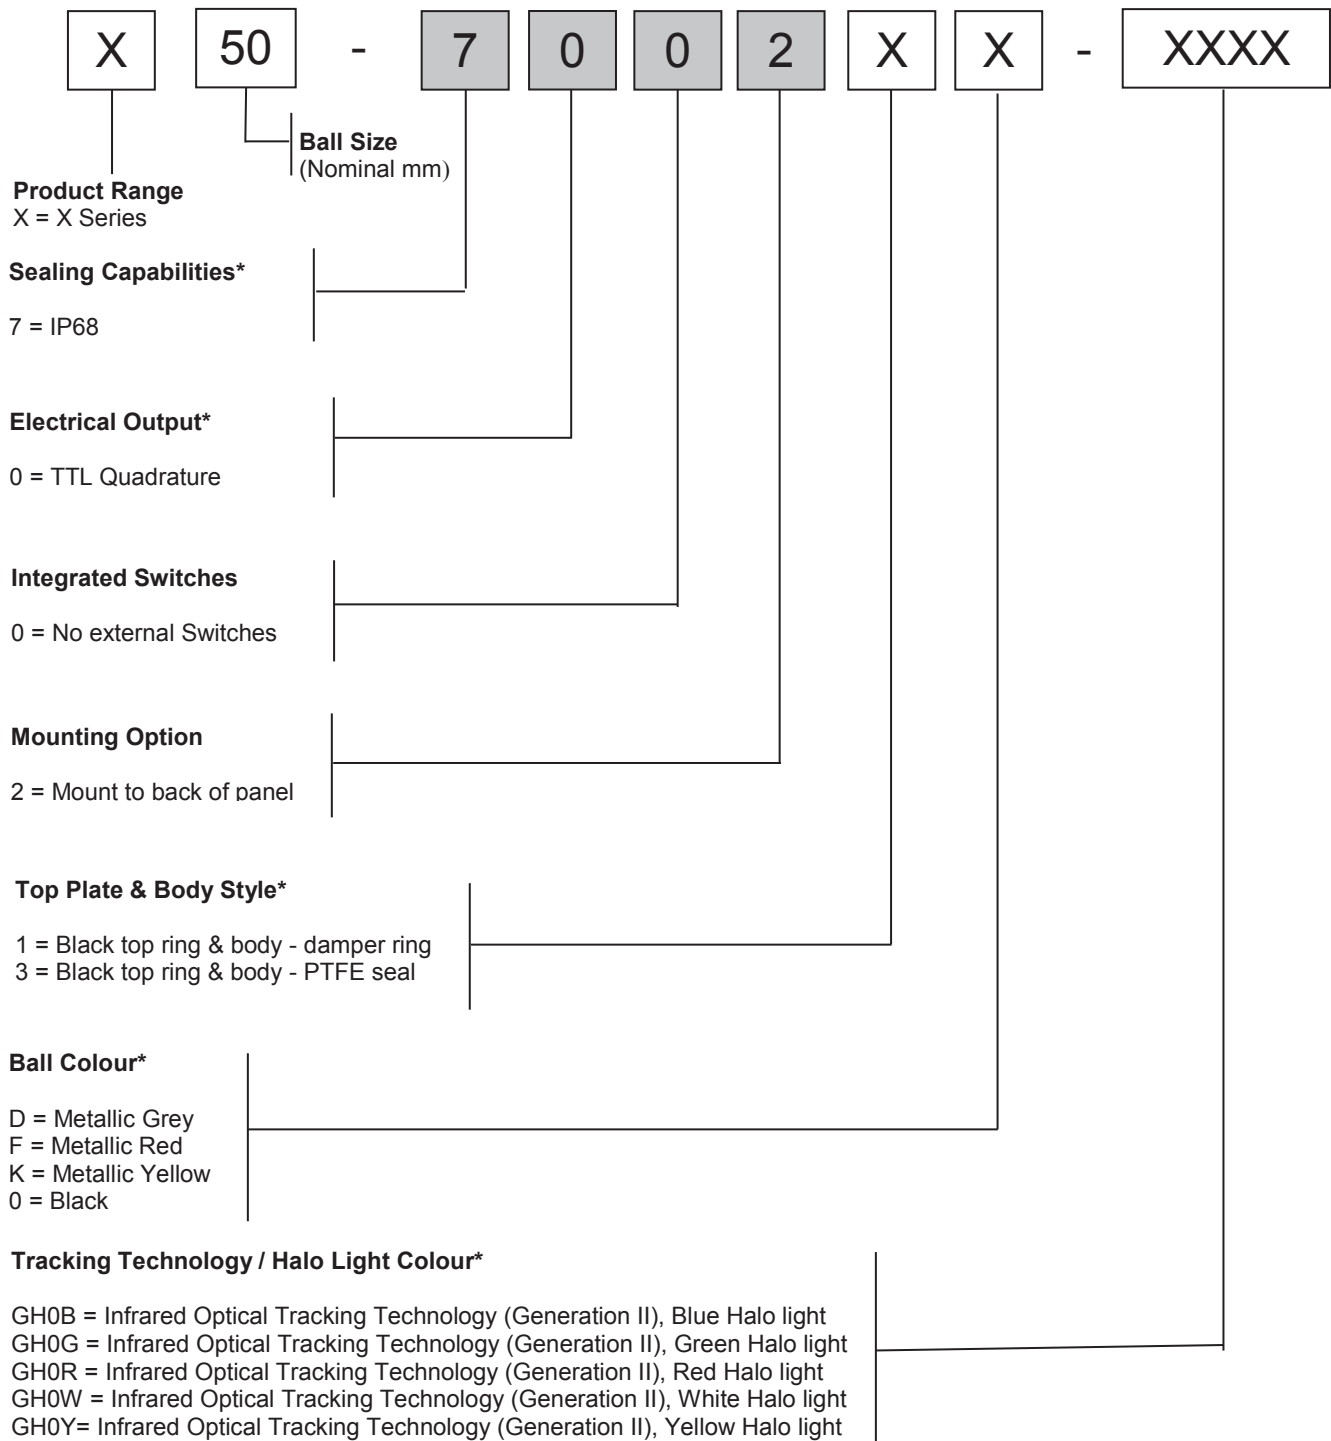 X 50 - 7 0 0 2 X X - XXXX
Ball Size
(Nominal mm)
Product Range
X = X Series
Sealing Capabilities*
7 = IP68
Electrical Output*
0 = TTL Quadrature
Integrated Switches
0 = No external Switches
Mounting Option
2 = Mount to back of panel
Top Plate & Body Style*
1 = Black top ring & body - damper ring
3 = Black top ring & body - PTFE seal
Ball Colour*
D = Metallic Grey
F = Metallic Red
K = Metallic Yellow
0 = Black
Tracking Technology / Halo Light Colour*
GH0B = Infrared Optical Tracking Technology (Generation II), Blue Halo light
GH0G = Infrared Optical Tracking Technology (Generation II), Green Halo light
GH0R = Infrared Optical Tracking Technology (Generation II), Red Halo light
GH0W = Infrared Optical Tracking Technology (Generation II), White Halo light
GH0Y= Infrared Optical Tracking Technology (Generation II), Yellow Halo light